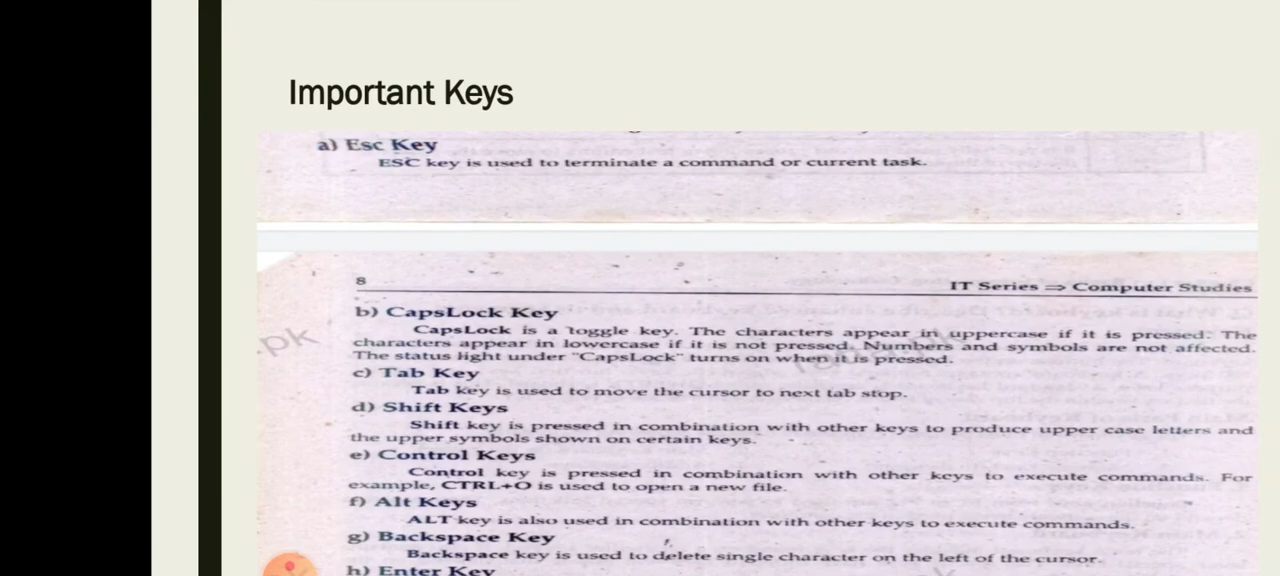 Important Keys
a) Esc Key
ESC key is used to terminate a command or current task.
8
IT Series ⇒ Computer Studies
b) CapsLock Key
CapsLock is a toggle key. The characters appear in uppercase if it is pressed. The
characters appear in lowercase if it is not pressed. Numbers and symbols are not affected.
The status light under "CapsLock" turns on when it is pressed.
c) Tab Key
Tab key is used to move the cursor to next tab stop.
d) Shift Keys
Shift key is pressed in combination with other keys to produce upper case letters and
the upper symbols shown on certain keys.
e) Control Keys
Control key is pressed in combination with other keys to execute commands. For
example, CTRL+O is used to open a new file.
f) Alt Keys
ALT key is also used in combination with other keys to execute commands.
g) Backspace Key
Backspace key is used to delete single character on the left of the cursor.
h) Enter Key